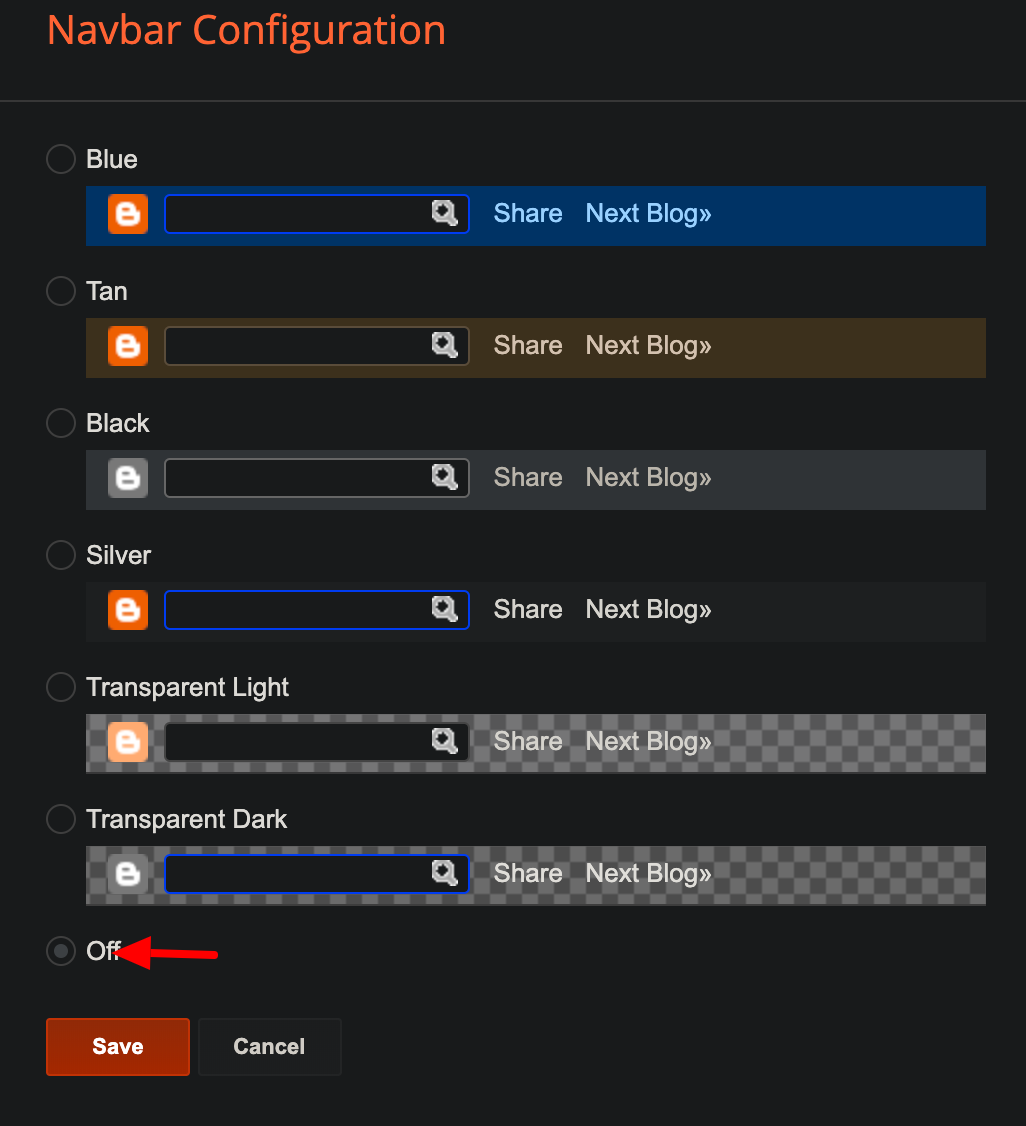 Navbar Configuration
Blue
Share Next Blog»
Tan
Share Next Blog»
Black
Share Next Blog»
Silver
Share Next Blog»
Transparent Light
Share Next Blog»
Transparent Dark
Share Next Blog»
Off
Save Cancel